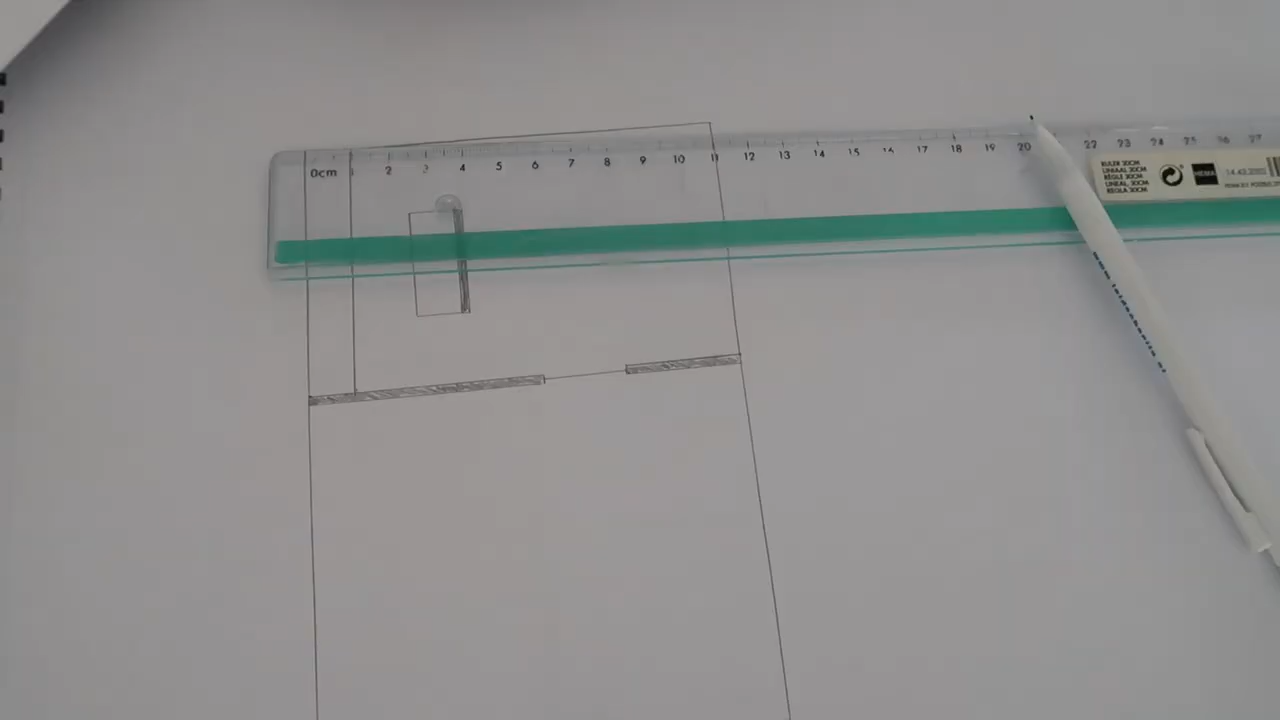 0cm 1 2 3 4 5 6 7 8 9 10 11 12 13 14 15 16 17 18 19 20 22 23 24 25 26 27
RULER 30CM
LINIAAL 30CM
RÈGLE 30CM
LINEAL, 30CM
REGLA 30CM
HEMA